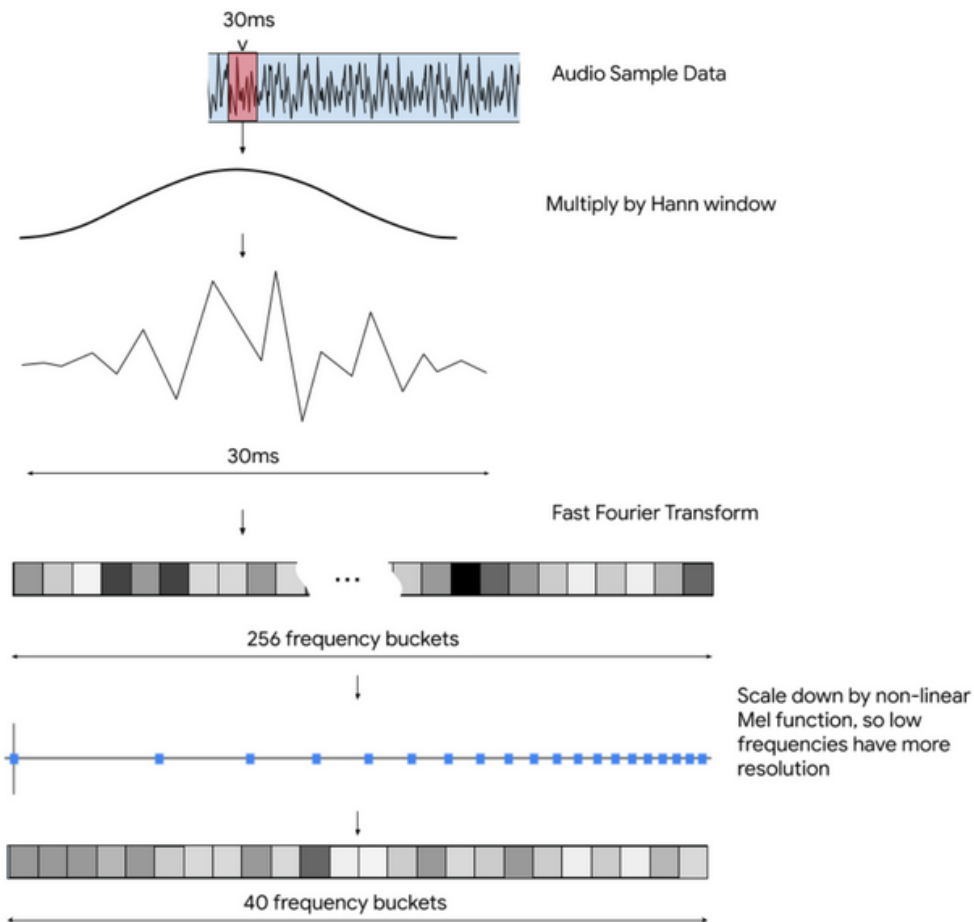 30ms
v
Audio Sample Data
Multiply by Hann window
30ms
Fast Fourier Transform
...
256 frequency buckets
Scale down by non-linear
Mel function, so low
frequencies have more
resolution
40 frequency buckets